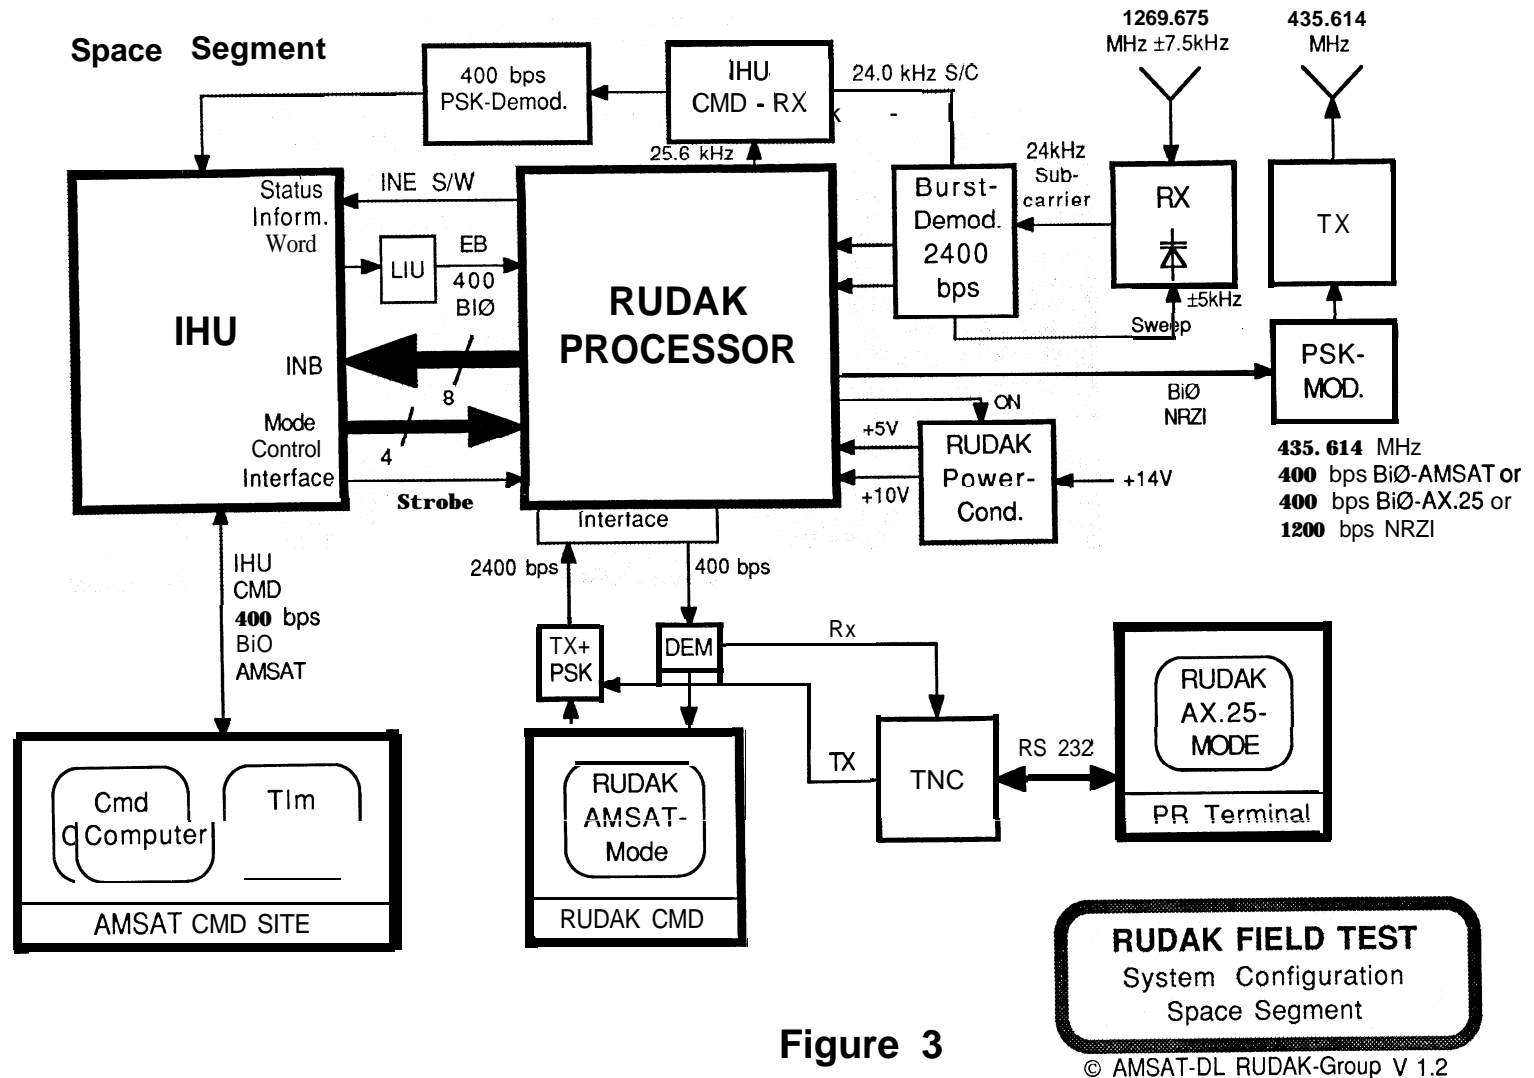 Space Segment
1269.675
MHz ±7.5kHz
435.614
MHz
400 bps
PSK-Demod.
IHU
CMD - RX
24.0 kHz S/C
25.6 kHz
24kHz
Sub-
carrier
Burst-
Demod.
2400
bps
RX
±5kHz
Sweep
TX
PSK-
MOD.
Status
Inform.
Word
INE S/W
LIU
EB
400
BIØ
IHU
RUDAK
PROCESSOR
INB
8
Mode
Control
Interface
4
Strobe
BiØ
NRZI
ON
+5V
+10V
RUDAK
Power-
Cond.
+14V
435.614 MHz
400 bps BiØ-AMSAT or
400 bps BiØ-AX.25 or
1200 bps NRZI
Interface
2400 bps
400 bps
IHU
CMD
400 bps
BiO
AMSAT
TX+
PSK
DEM
Rx
TX
TNC
RS 232
RUDAK
AX.25-
MODE
PR Terminal
Cmd
Computer
Tlm
AMSAT CMD SITE
RUDAK
AMSAT-
Mode
RUDAK CMD
RUDAK FIELD TEST
System Configuration
Space Segment
Figure 3
© AMSAT-DL RUDAK-Group V 1.2